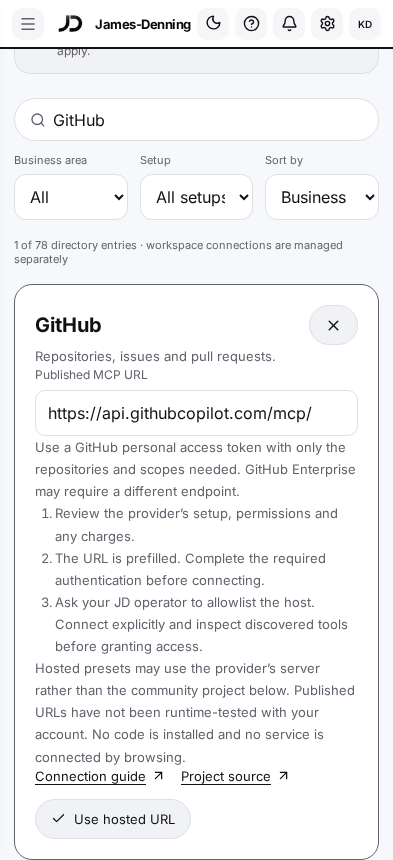 JD James-Denning KD
apply.
GitHub
Business area Setup Sort by
All All setups Business
1 of 78 directory entries · workspace connections are managed
separately
GitHub
Repositories, issues and pull requests.
Published MCP URL
https://api.githubcopilot.com/mcp/
Use a GitHub personal access token with only the
repositories and scopes needed. GitHub Enterprise
may require a different endpoint.
1. Review the provider’s setup, permissions and
any charges.
2. The URL is prefilled. Complete the required
authentication before connecting.
3. Ask your JD operator to allowlist the host.
Connect explicitly and inspect discovered tools
before granting access.
Hosted presets may use the provider’s server
rather than the community project below. Published
URLs have not been runtime-tested with your
account. No code is installed and no service is
connected by browsing.
Connection guide Project source
Use hosted URL